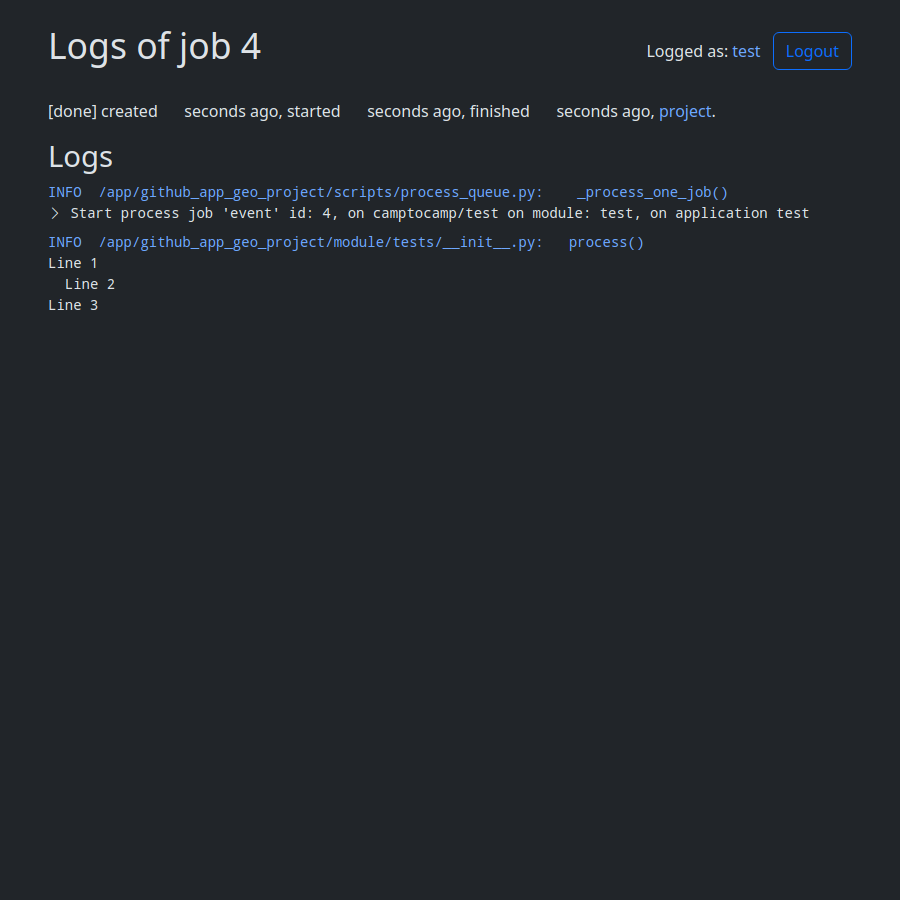 Logs of job 4
Logged as: test Logout
[done] created seconds ago, started seconds ago, finished seconds ago, project.
Logs
INFO /app/github_app_geo_project/scripts/process_queue.py: _process_one_job()
Start process job 'event' id: 4, on camptocamp/test on module: test, on application test
INFO /app/github_app_geo_project/module/tests/__init__.py: process()
Line 1
Line 2
Line 3